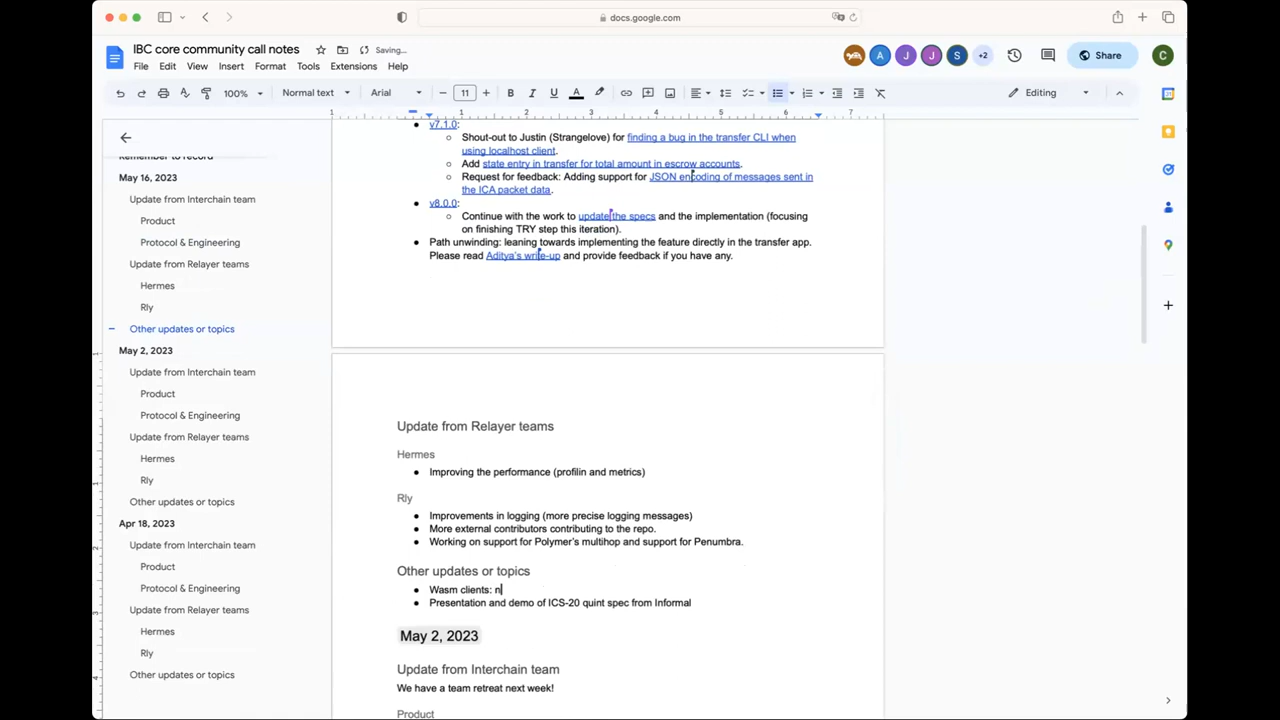 docs.google.com
IBC core community call notes
Saving...
File Edit View Insert Format Tools Extensions Help
+2
Share
C
A J J S
100% Normal text Arial 11 B I U A Editing
1 1 2 3 4 5 6 7
Remember to record
May 16, 2023
Update from Interchain team
Product
Protocol & Engineering
Update from Relayer teams
Hermes
Rly
Other updates or topics
May 2, 2023
Update from Interchain team
Product
Protocol & Engineering
Update from Relayer teams
Hermes
Rly
Other updates or topics
Apr 18, 2023
Update from Interchain team
Product
Protocol & Engineering
Update from Relayer teams
Hermes
Rly
Other updates or topics
v7.1.0:
Shout-out to Justin (Strangelove) for finding a bug in the transfer CLI when
using localhost client.
Add state entry in transfer for total amount in escrow accounts.
Request for feedback: Adding support for JSON encoding of messages sent in
the ICA packet data.
v8.0.0:
Continue with the work to update the specs and the implementation (focusing
on finishing TRY step this iteration).
Path unwinding: leaning towards implementing the feature directly in the transfer app.
Please read Aditya's write-up and provide feedback if you have any.
Update from Relayer teams
Hermes
Improving the performance (profilin and metrics)
Rly
Improvements in logging (more precise logging messages)
More external contributors contributing to the repo.
Working on support for Polymer's multihop and support for Penumbra.
Other updates or topics
Wasm clients: n
Presentation and demo of ICS-20 quint spec from Informal
May 2, 2023
Update from Interchain team
We have a team retreat next week!
Product